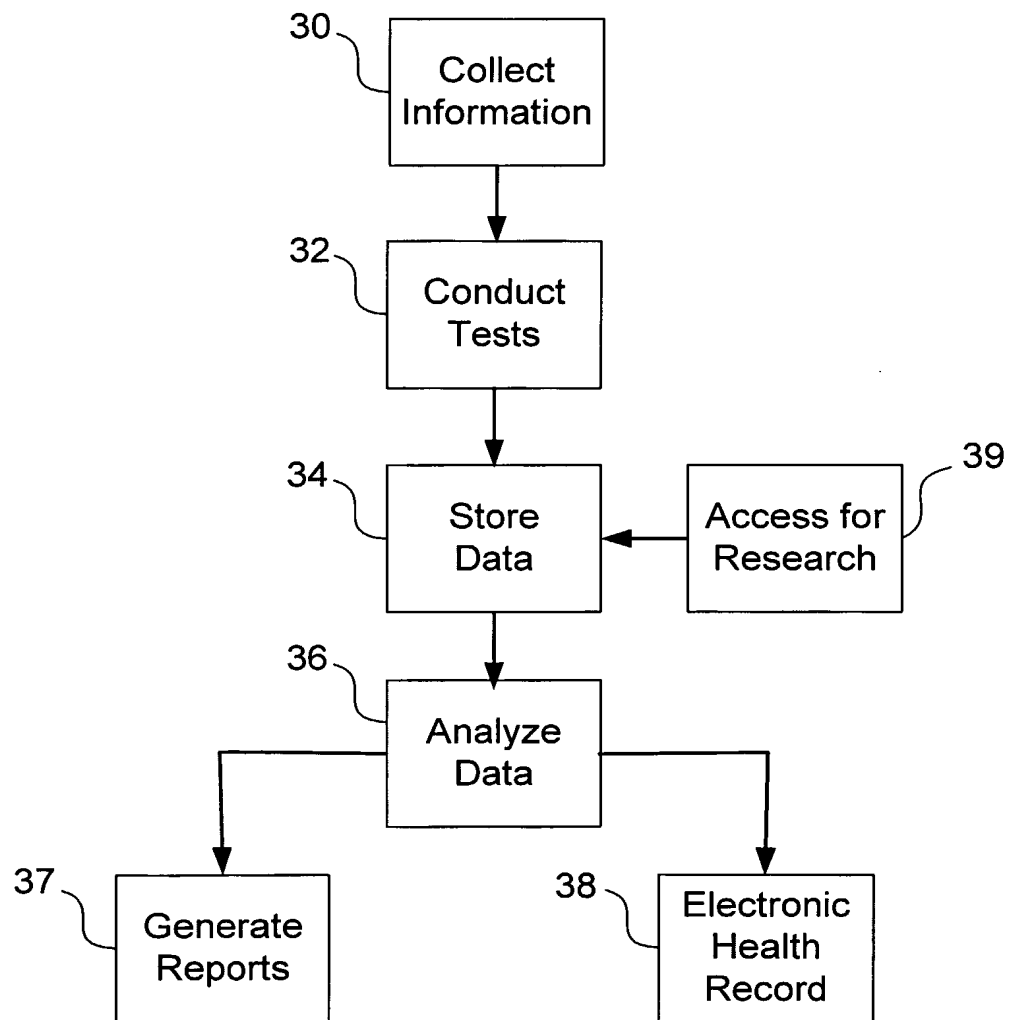 30
Collect
Information
32
Conduct
Tests
34
Store
Data
Access for
Research
39
36
Analyze
Data
37
Generate
Reports
38
Electronic
Health
Record